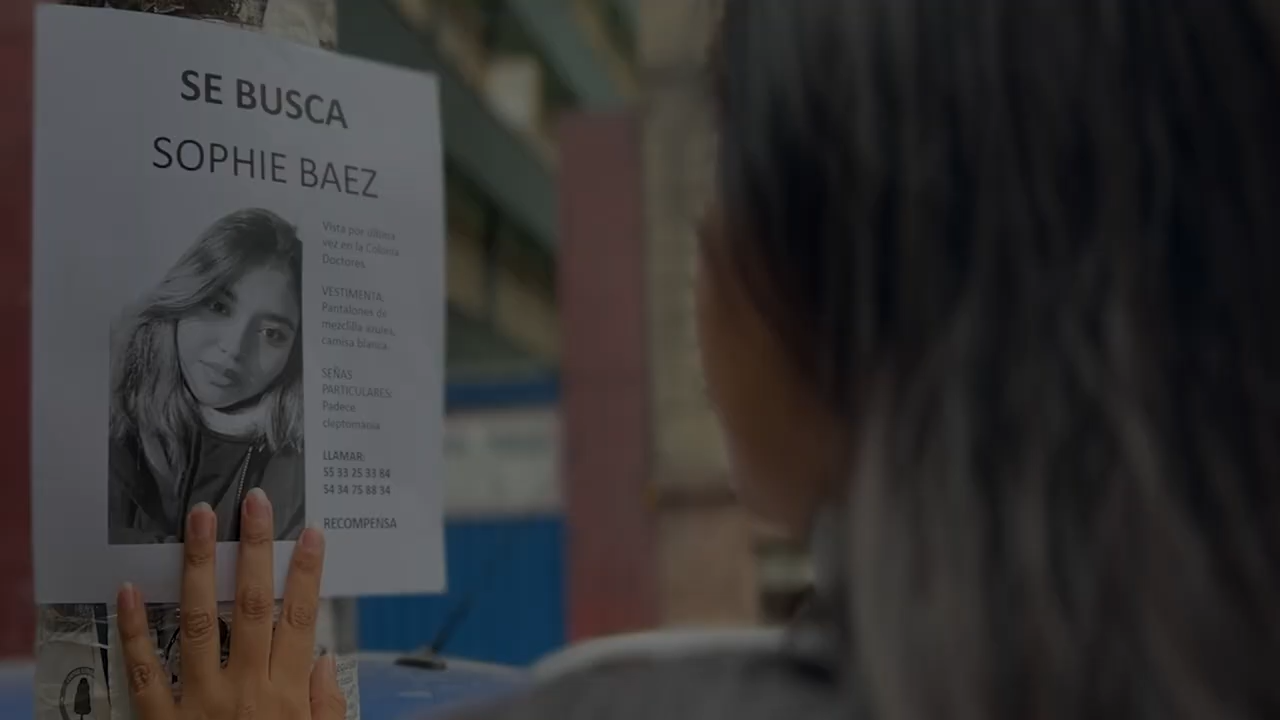 SE BUSCA
SOPHIE BAEZ
Vista por última
vez en la Colonia
Doctores.
VESTIMENTA:
Pantalones de
mezclilla azules,
camisa blanca.
SEÑAS
PARTICULARES:
Padece
cleptomanía
LLAMAR:
55 33 25 33 84
54 34 75 88 34
RECOMPENSA